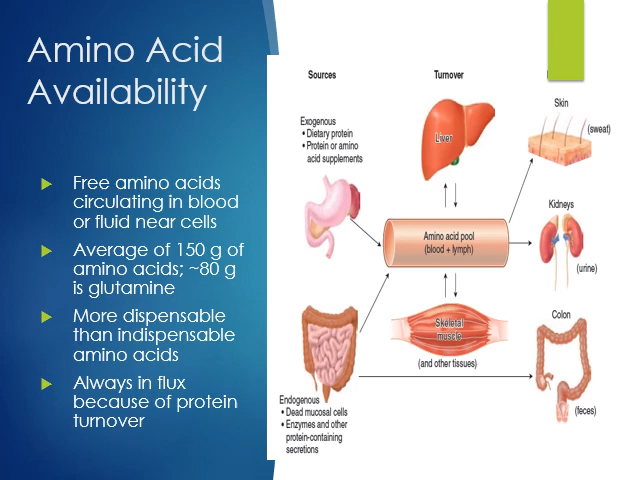 Amino Acid
Availability
Free amino acids
circulating in blood
or fluid near cells
Average of 150 g of
amino acids; ~80 g
is glutamine
More dispensable
than indispensable
amino acids
Always in flux
because of protein
turnover
Sources
Turnover
Exogenous
• Dietary protein
• Protein or amino
acid supplements
Liver
Skin
(sweat)
Amino acid pool
(blood + lymph)
Kidneys
(urine)
Skeletal
muscle
(and other tissues)
Colon
(feces)
Endogenous
• Dead mucosal cells
• Enzymes and other
protein-containing
secretions